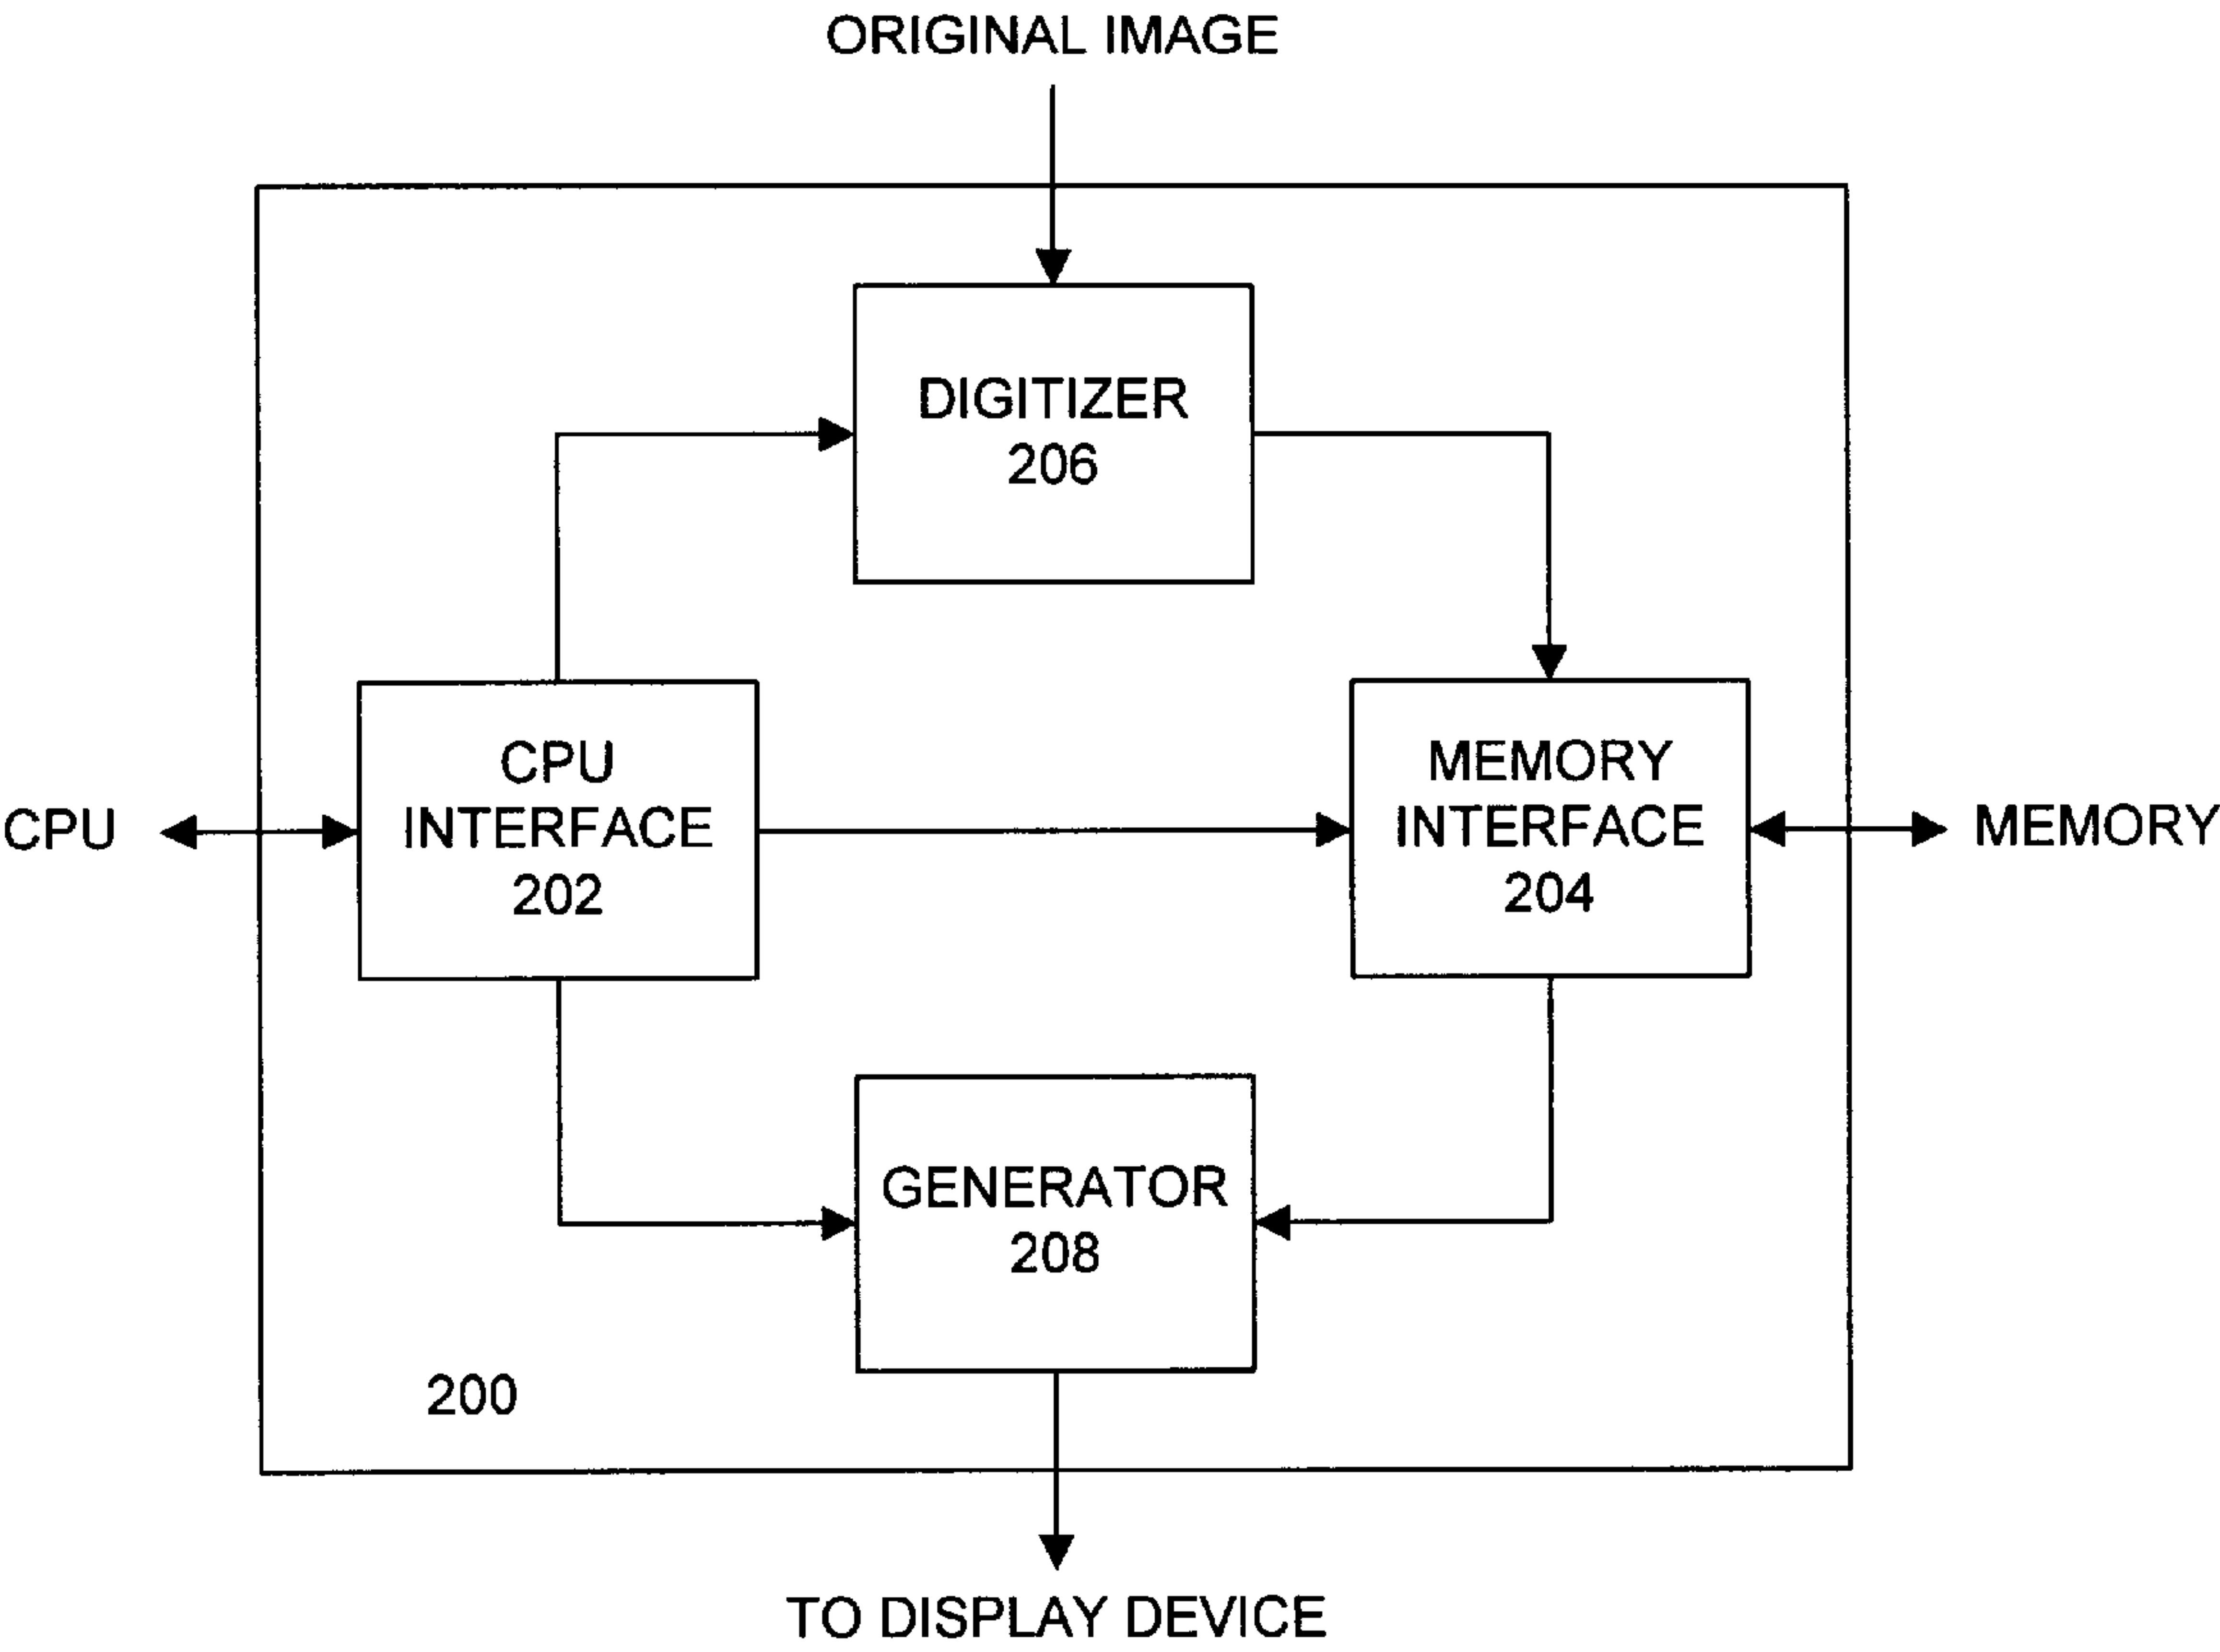 ORIGINAL IMAGE
DIGITIZER
206
CPU
CPU
INTERFACE
202
MEMORY
INTERFACE
204
MEMORY
GENERATOR
208
200
TO DISPLAY DEVICE